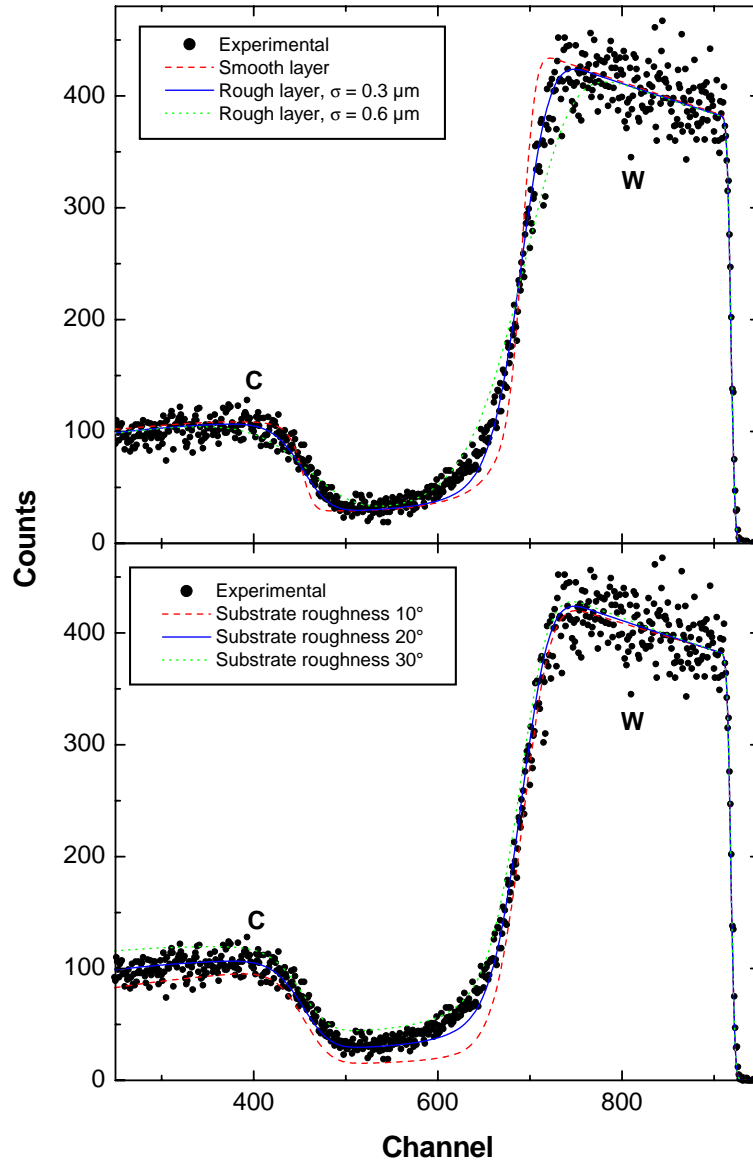 Experimental
Smooth layer
Rough layer, σ = 0.3 µm
Rough layer, σ = 0.6 µm
400
300
200
100
0
W
C
Counts
Experimental
Substrate roughness 10°
Substrate roughness 20°
Substrate roughness 30°
400
300
200
100
0
W
C
400
600
800
Channel